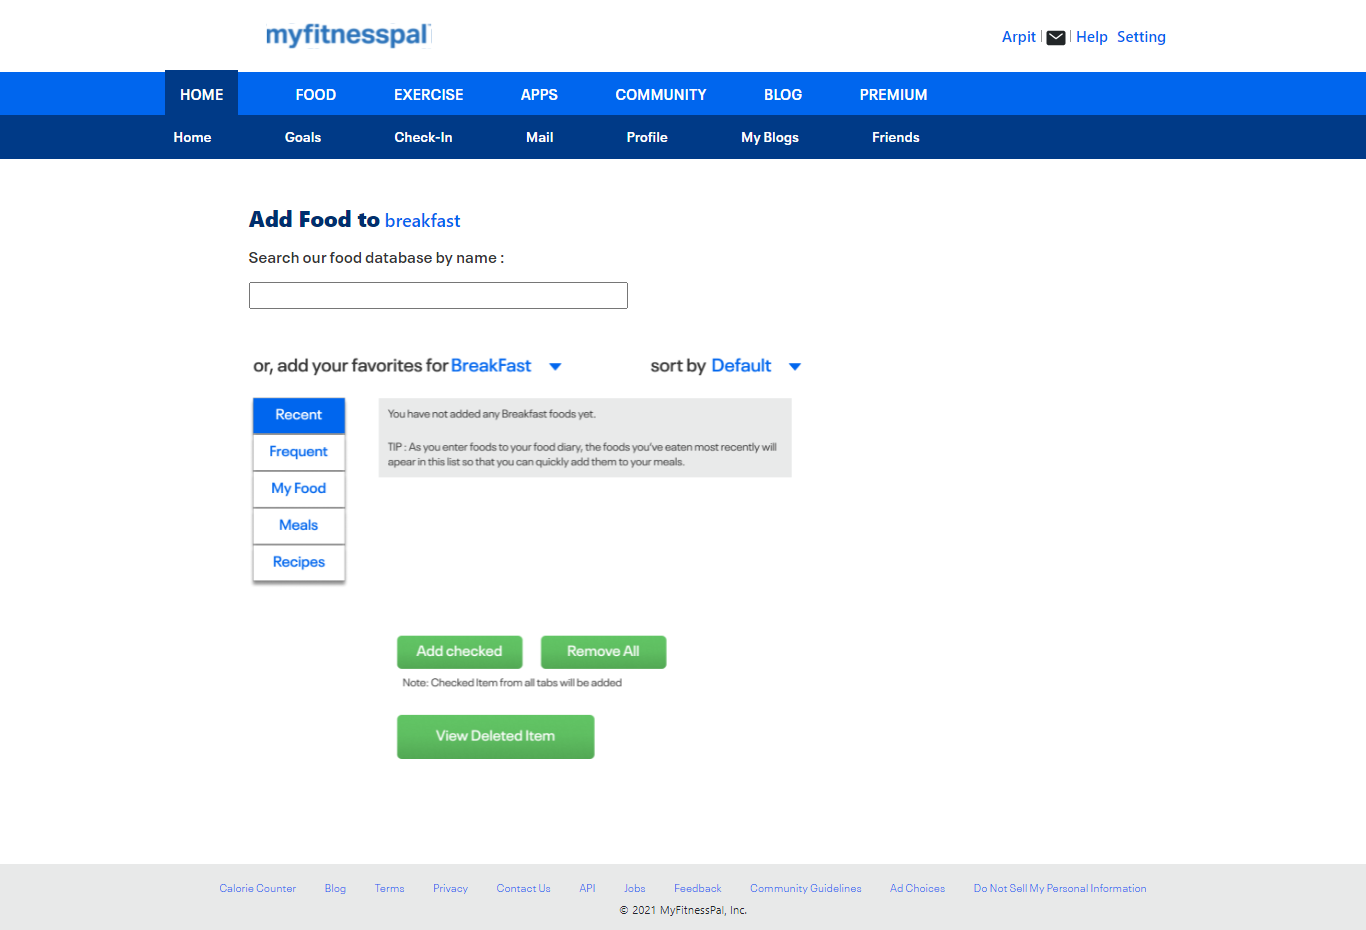 myfitnesspal
Arpit | | Help Setting
HOME FOOD EXERCISE APPS COMMUNITY BLOG PREMIUM
Home Goals Check-In Mail Profile My Blogs Friends
Add Food to breakfast
Search our food database by name :
or, add your favorites for BreakFast sort by Default
Recent
Frequent
My Food
Meals
Recipes
You have not added any Breakfast foods yet.
TIP : As you enter foods to your food diary, the foods you've eaten most recently will
apear in this list so that you can quickly add them to your meals.
Add checked Remove All
Note: Checked Item from all tabs will be added
View Deleted Item
Calorie Counter Blog Terms Privacy Contact Us API Jobs Feedback Community Guidelines Ad Choices Do Not Sell My Personal Information
© 2021 MyFitnessPal, Inc.